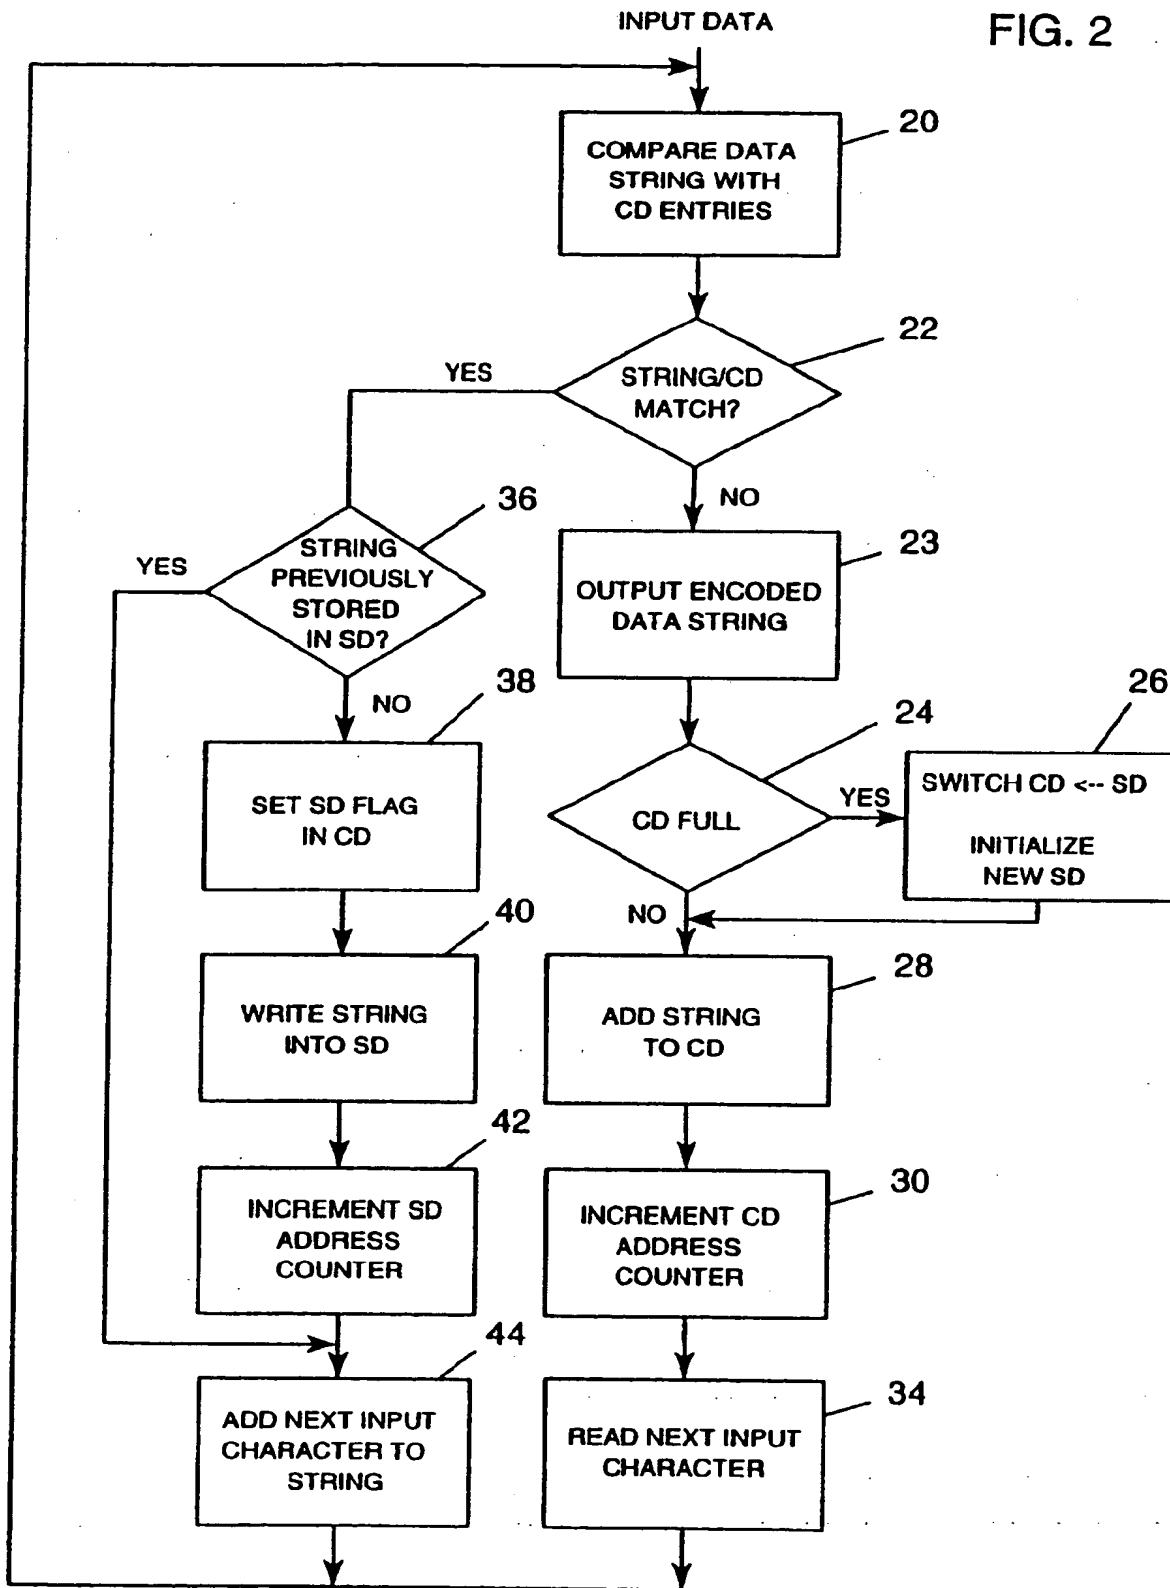 INPUT DATA
FIG. 2
20
COMPARE DATA
STRING WITH
CD ENTRIES
22
YES
STRING/CD
MATCH?
NO
36
STRING
PREVIOUSLY
STORED
IN SD?
YES
NO
23
OUTPUT ENCODED
DATA STRING
38
SET SD FLAG
IN CD
24
CD FULL
YES
NO
26
SWITCH CD <-- SD
INITIALIZE
NEW SD
40
WRITE STRING
INTO SD
28
ADD STRING
TO CD
42
INCREMENT SD
ADDRESS
COUNTER
30
INCREMENT CD
ADDRESS
COUNTER
44
ADD NEXT INPUT
CHARACTER TO
STRING
34
READ NEXT INPUT
CHARACTER